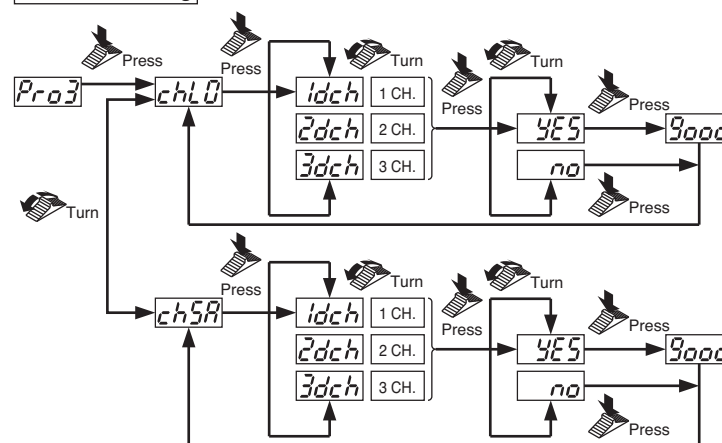 Press
Press
Turn
Turn
Pro3
chLO
1dch
1 CH.
Press
YES
Press
Good
2dch
2 CH.
3dch
3 CH.
no
Press
Turn
Press
Turn
Turn
chSA
1dch
1 CH.
Press
YES
Press
Good
2dch
2 CH.
3dch
3 CH.
no
Press